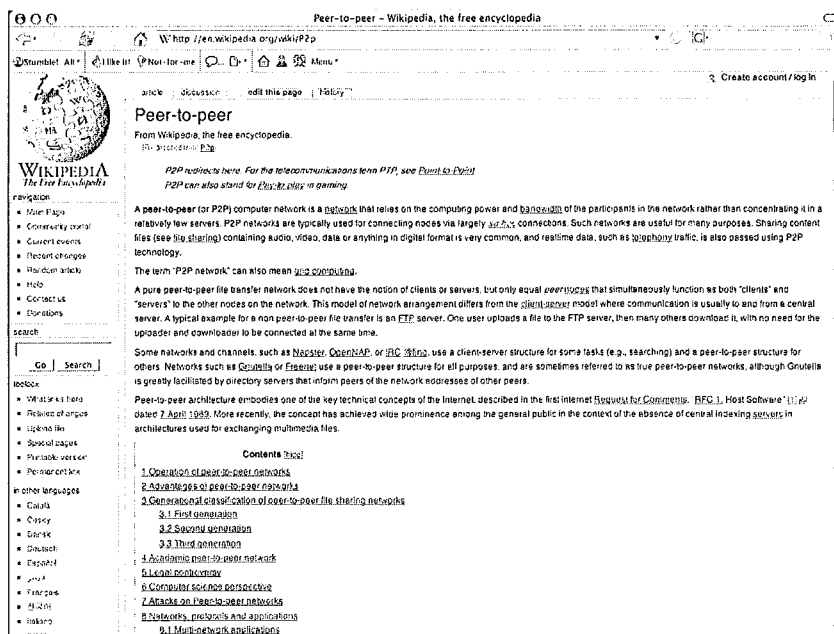 Peer-to-peer – Wikipedia, the free encyclopedia
W http://en.wikipedia.org/wiki/P2p
Stumble! All I like it! Not-for-me Menu
Create account / log in
article discussion edit this page history
Peer-to-peer
From Wikipedia, the free encyclopedia.
P2p
P2P redirects here. For the telecommunications term PTP, see Point-to-Point
P2P can also stand for Pay-to play in gaming.
A peer-to-peer (or P2P) computer network is a network that relies on the computing power and bandwidth of the participants in the network rather than concentrating it in a
relatively few servers. P2P networks are typically used for connecting nodes via largely connections. Such networks are useful for many purposes. Sharing content
files (see file sharing) containing audio, video, data or anything in digital format is very common, and realtime data, such as telephony traffic, is also passed using P2P
technology.
The term "P2P network" can also mean grid computing.
A pure peer-to-peer file transfer network does not have the notion of clients or servers, but only equal peer nodes that simultaneously function as both "clients" and
"servers" to the other nodes on the network. This model of network arrangement differs from the client-server model where communication is usually to and from a central
server. A typical example for a non peer-to-peer file transfer is an FTP server. One user uploads a file to the FTP server, then many others download it, with no need for the
uploader and downloader to be connected at the same time.
Some networks and channels, such as Napster, OpenNAP, or IRC @find, use a client-server structure for some tasks (e.g., searching) and a peer-to-peer structure for
others. Networks such as Gnutella or Freenet use a peer-to-peer structure for all purposes, and are sometimes referred to as true peer-to-peer networks, although Gnutella
is greatly facilitated by directory servers that inform peers of the network addresses of other peers.
Peer-to-peer architecture embodies one of the key technical concepts of the Internet, described in the first internet Request for Comments, "RFC 1, Host Software" [1]
dated 7 April 1969. More recently, the concept has achieved wide prominence among the general public in the context of the absence of central indexing servers in
architectures used for exchanging multimedia files.
Contents [hide]
1 Operation of peer-to-peer networks
2 Advantages of peer-to-peer networks
3 Generational classification of peer-to-peer file sharing networks
3.1 First generation
3.2 Second generation
3.3 Third generation
4 Academic peer-to-peer network
5 Legal controversy
6 Computer science perspective
7 Attacks on Peer-to-peer networks
8 Networks, protocols and applications
8.1 Multi-network applications
WIKIPEDIA
The Free Encyclopedia
navigation
Main Page
Community portal
Current events
Recent changes
Random article
Help
Contact us
Donations
search
Go Search
toolbox
What links here
Related changes
Upload file
Special pages
Printable version
Permanent link
in other languages
Català
Česky
Dansk
Deutsch
Español
Français
Italiano